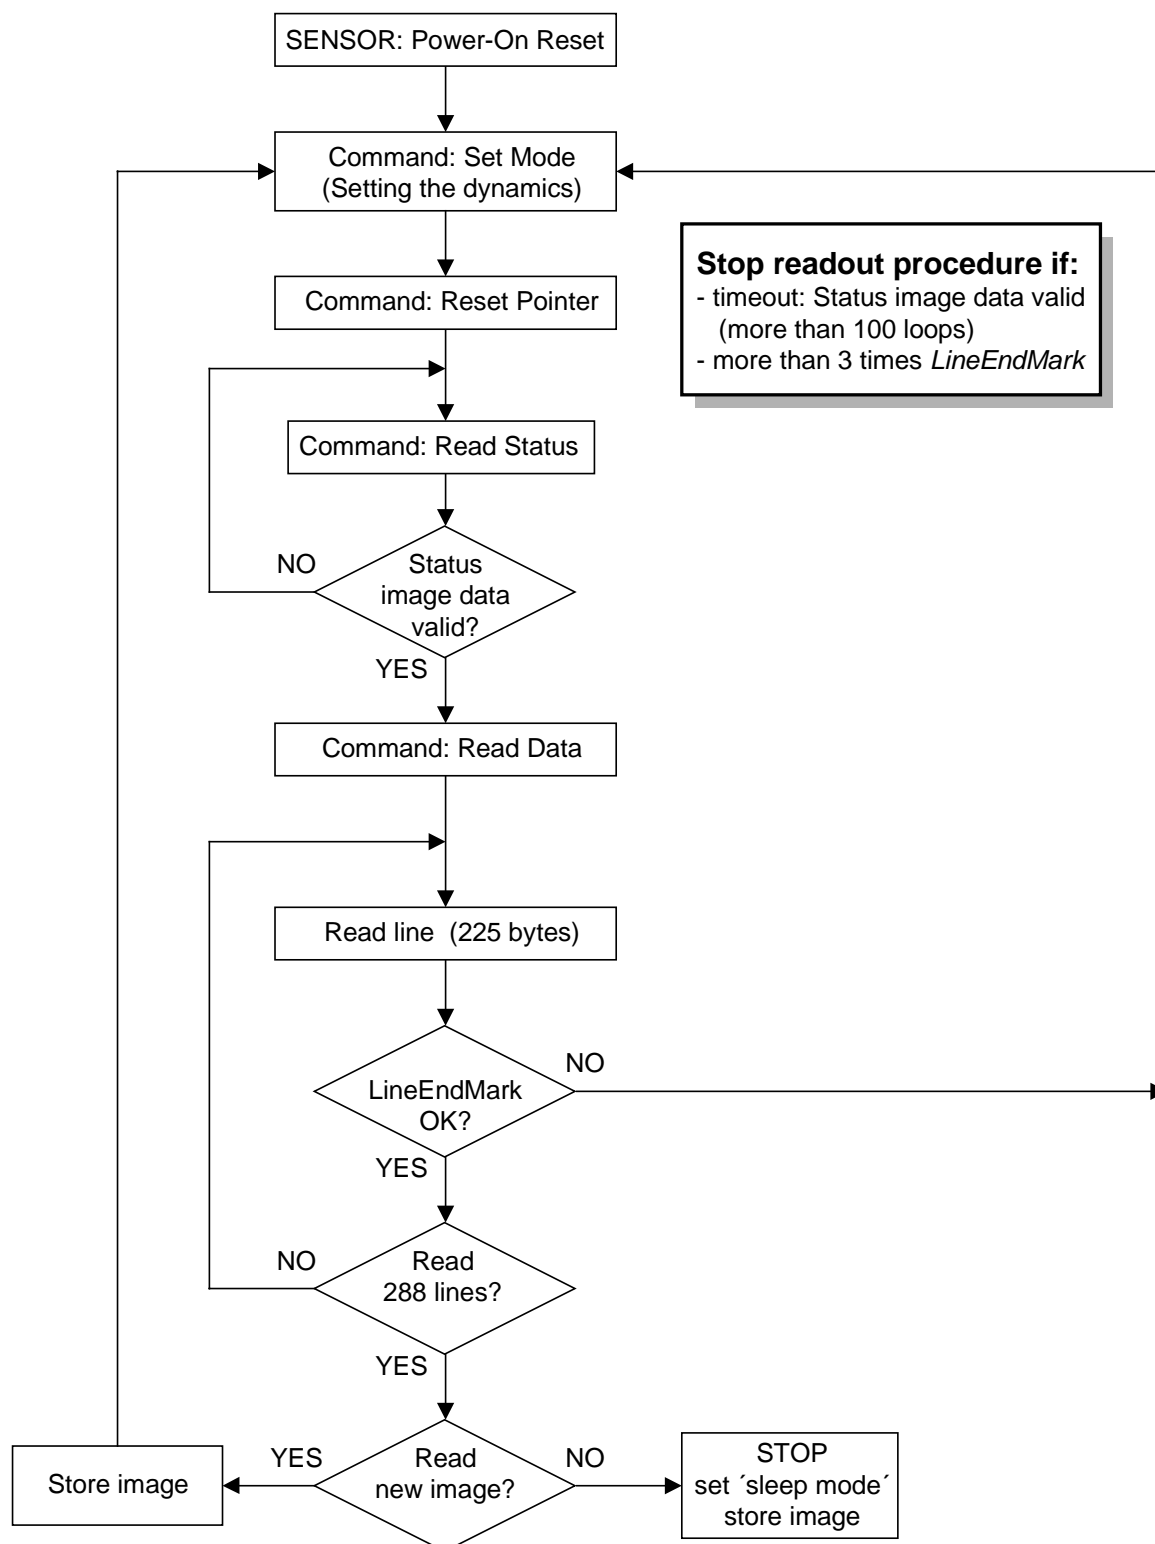 SENSOR: Power-On Reset
Command: Set Mode
(Setting the dynamics)
Stop readout procedure if:
- timeout: Status image data valid
(more than 100 loops)
- more than 3 times LineEndMark
Command: Reset Pointer
Command: Read Status
NO
Status
image data
valid?
YES
Command: Read Data
Read line (225 bytes)
NO
LineEndMark
OK?
YES
NO
Read
288 lines?
YES
Store image
YES
Read
new image?
NO
STOP
set ´sleep mode´
store image